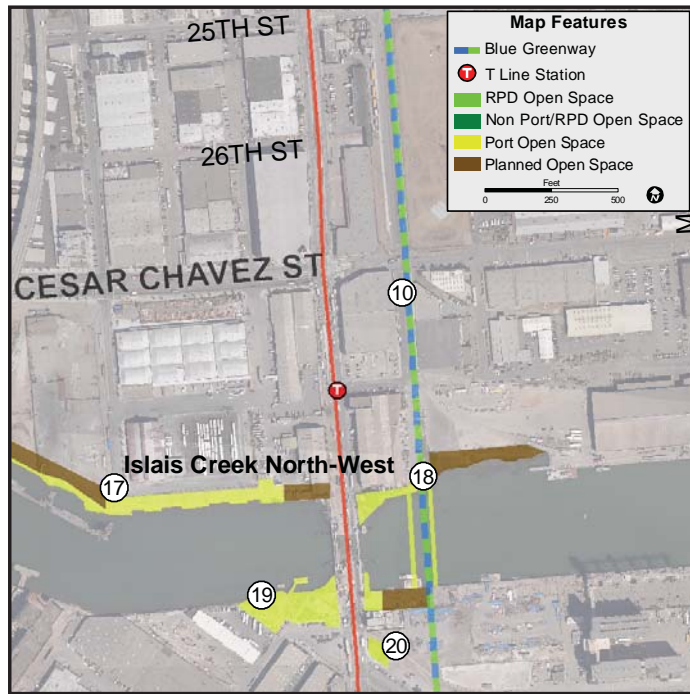 25TH ST
26TH ST
CESAR CHAVEZ ST
Map Features
Blue Greenway
T T Line Station
RPD Open Space
Non Port/RPD Open Space
Port Open Space
Planned Open Space
Feet
0 250 500
N
M
10
T
Islais Creek North-West
17
18
19
20